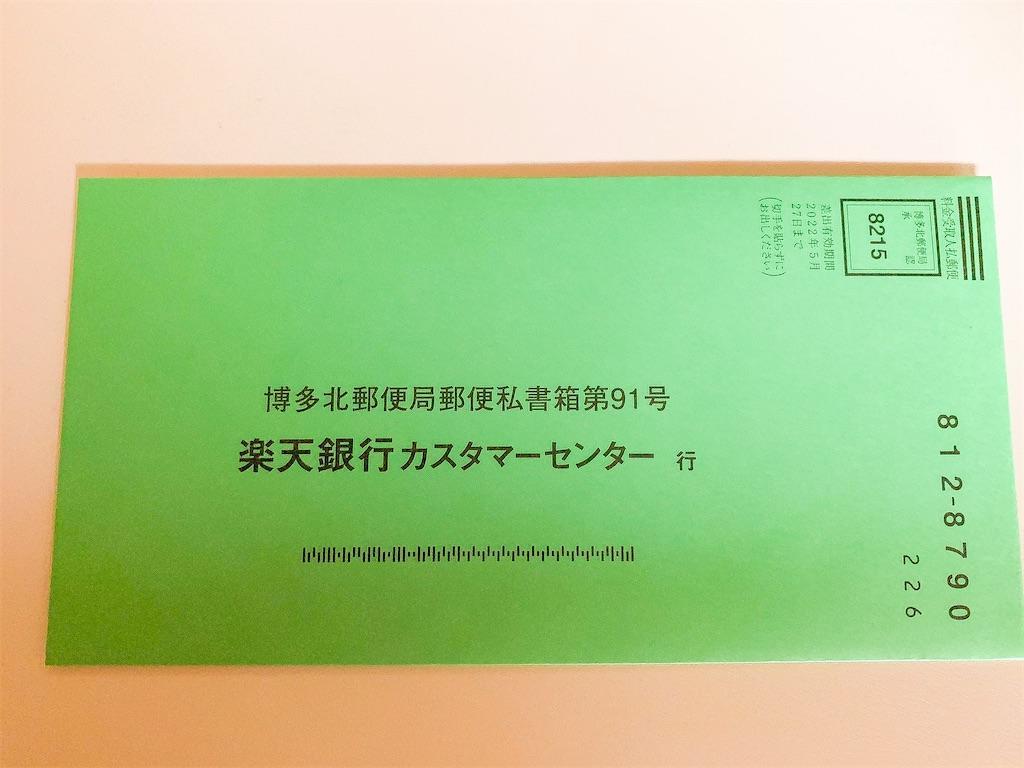 料金受取人払郵便
博多北郵便局
承認
8215
差出有効期間
2022年5月
27日まで
(切手を貼らずに
お出しください)
812-8790
226
博多北郵便局郵便私書箱第91号
楽天銀行カスタマーセンター 行